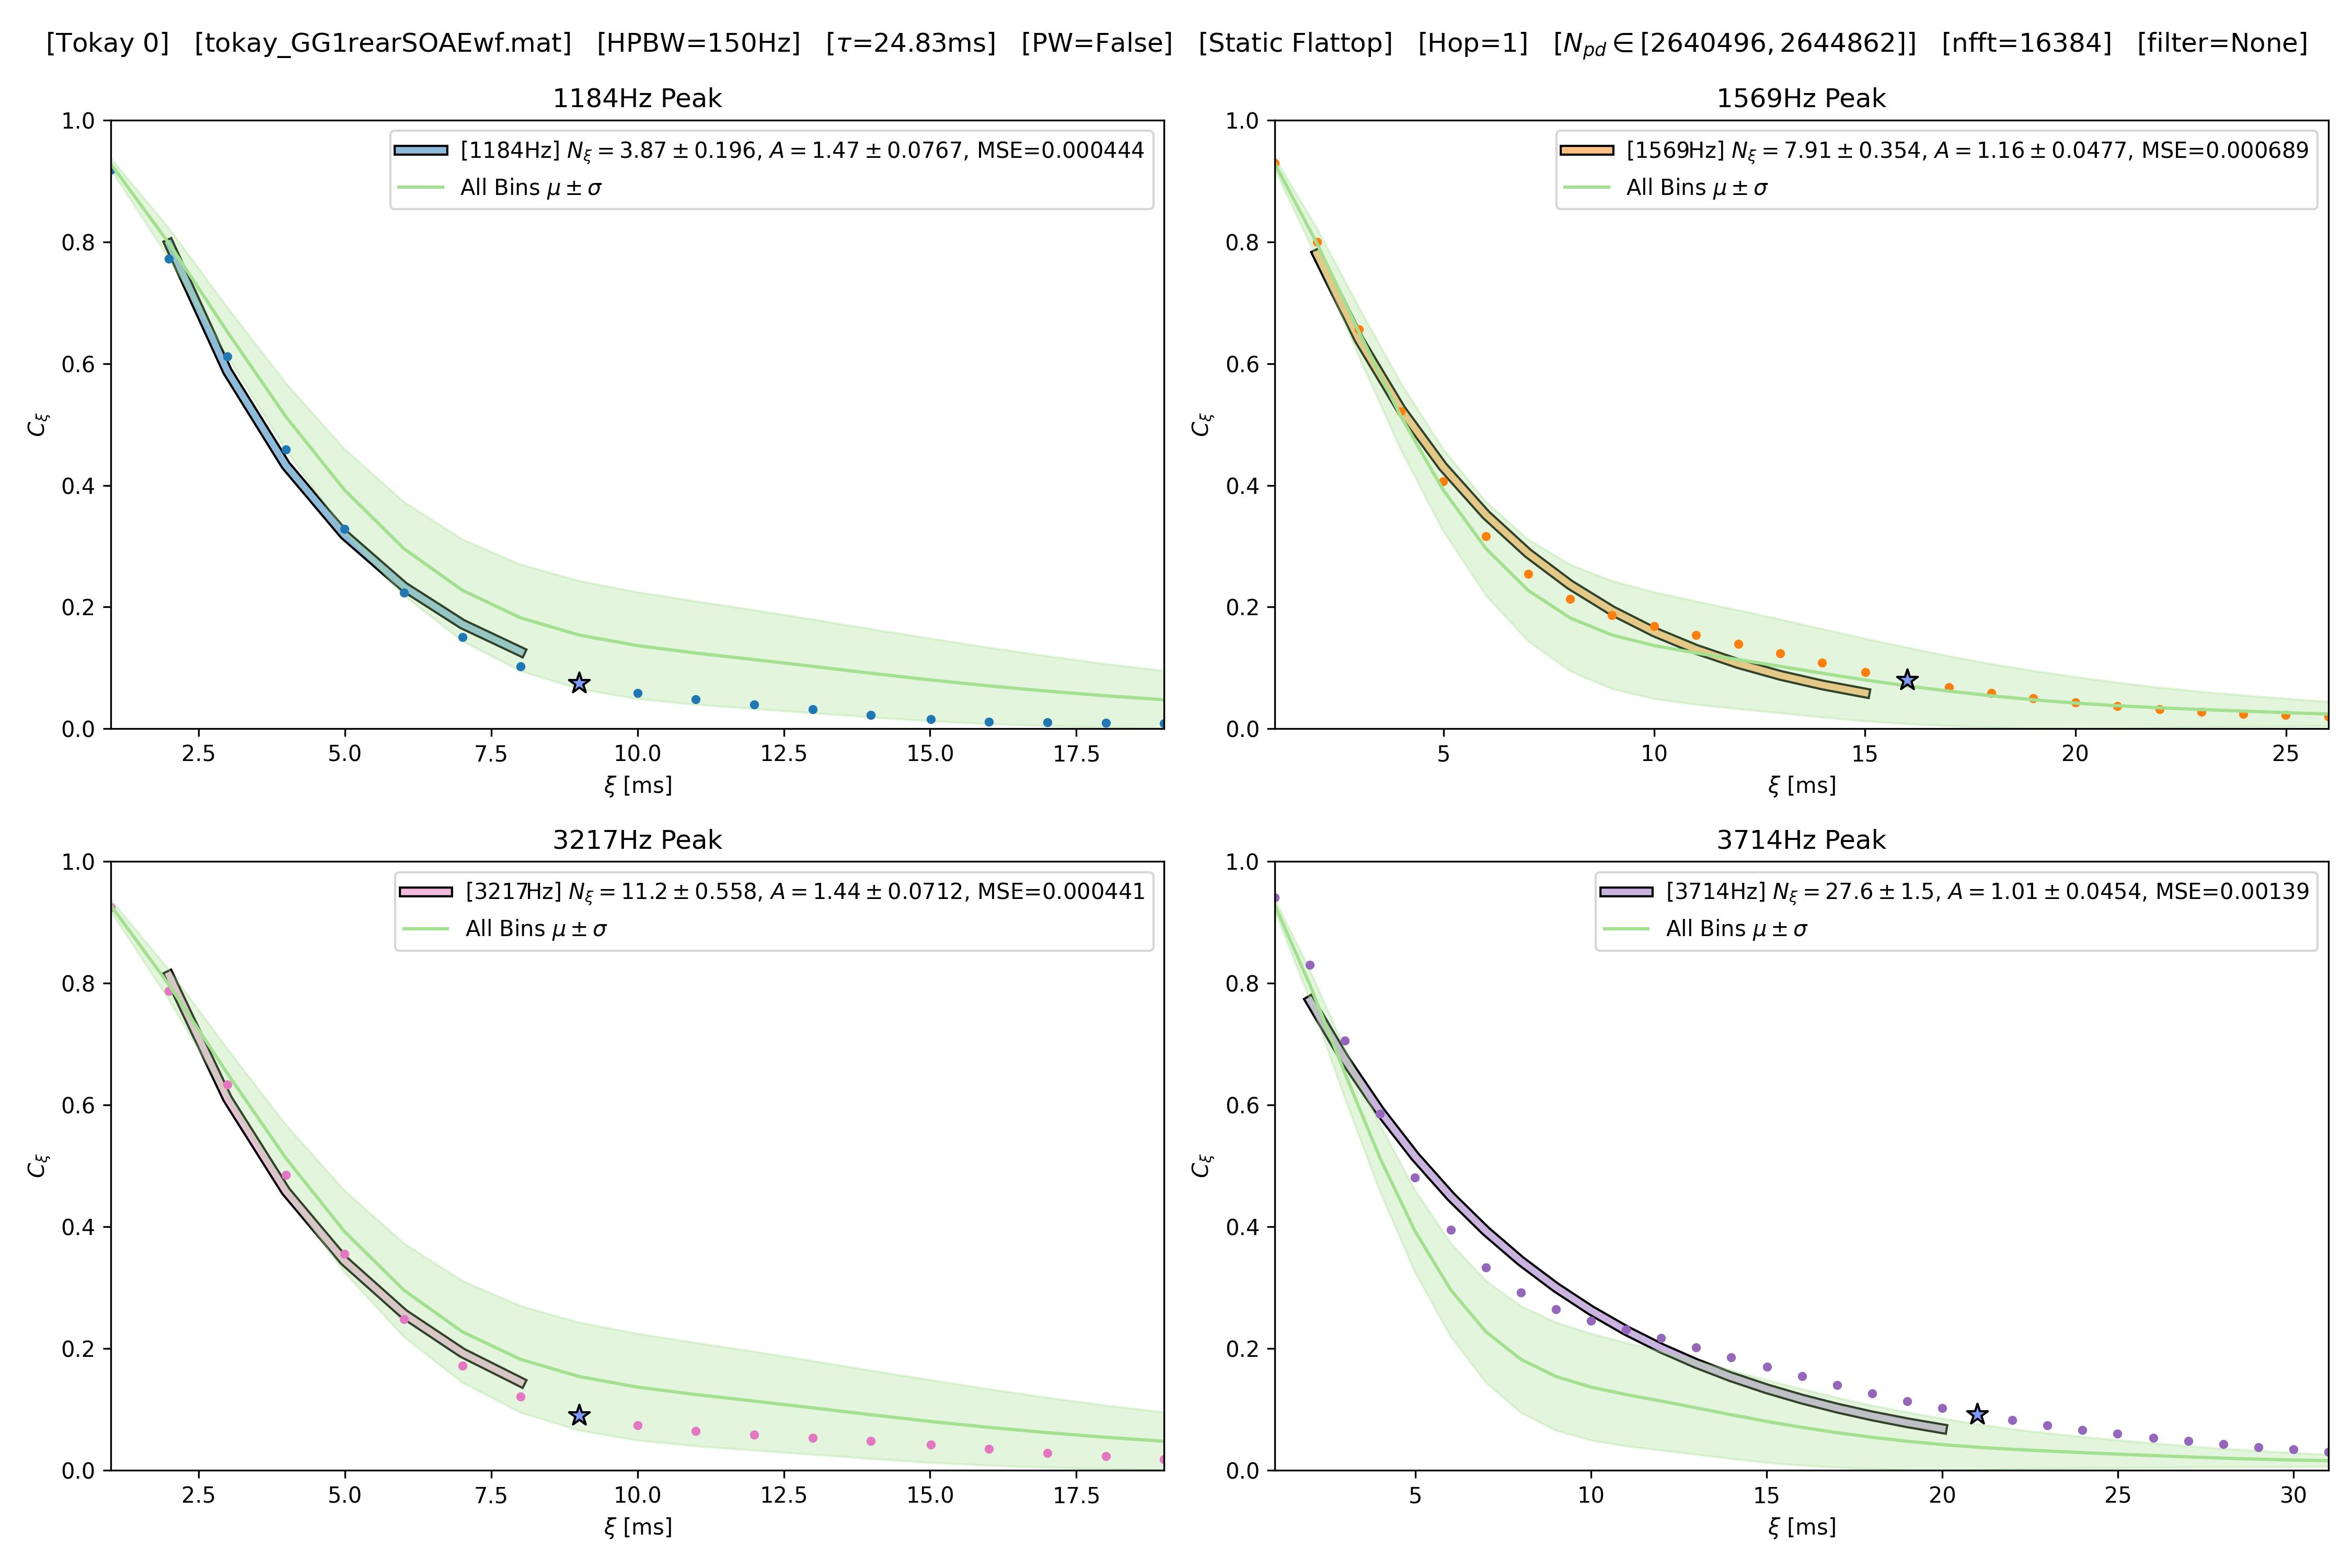 [Tokay 0] [tokay_GG1rearSOAEwf.mat] [HPBW=150Hz] [τ=24.83ms] [PW=False] [Static Flattop] [Hop=1] [N_pd ∈ [2640496, 2644862]] [nfft=16384] [filter=None]
1184Hz Peak
1.0
0.8
0.6
0.4
0.2
0.0
C_ξ
[1184Hz] N_ξ = 3.87 ± 0.196, A = 1.47 ± 0.0767, MSE=0.000444
All Bins μ ± σ
2.5 5.0 7.5 10.0 12.5 15.0 17.5
ξ [ms]
1569Hz Peak
1.0
0.8
0.6
0.4
0.2
0.0
C_ξ
[1569Hz] N_ξ = 7.91 ± 0.354, A = 1.16 ± 0.0477, MSE=0.000689
All Bins μ ± σ
5 10 15 20 25
ξ [ms]
3217Hz Peak
1.0
0.8
0.6
0.4
0.2
0.0
C_ξ
[3217Hz] N_ξ = 11.2 ± 0.558, A = 1.44 ± 0.0712, MSE=0.000441
All Bins μ ± σ
2.5 5.0 7.5 10.0 12.5 15.0 17.5
ξ [ms]
3714Hz Peak
1.0
0.8
0.6
0.4
0.2
0.0
C_ξ
[3714Hz] N_ξ = 27.6 ± 1.5, A = 1.01 ± 0.0454, MSE=0.00139
All Bins μ ± σ
5 10 15 20 25 30
ξ [ms]